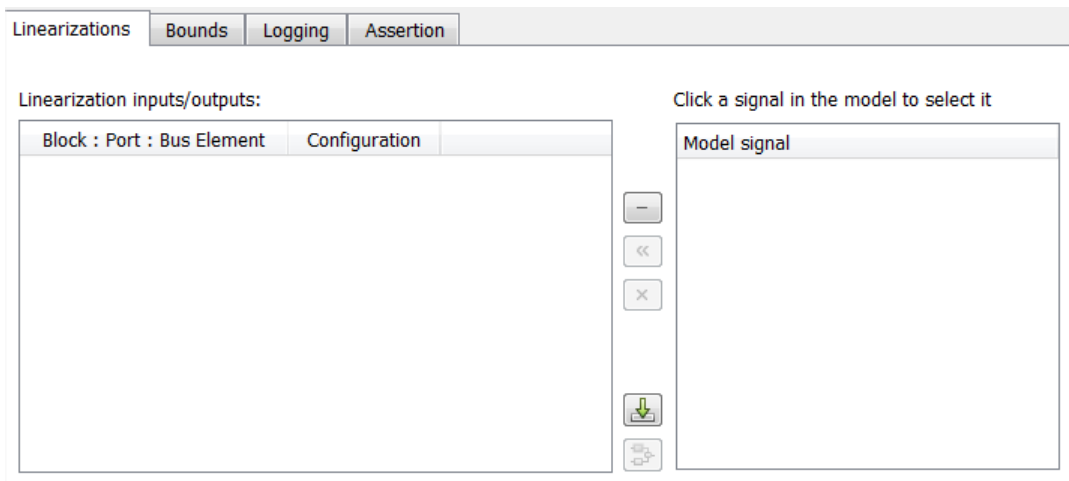 Linearizations Bounds Logging Assertion
Linearization inputs/outputs: Click a signal in the model to select it
Block : Port : Bus Element Configuration Model signal